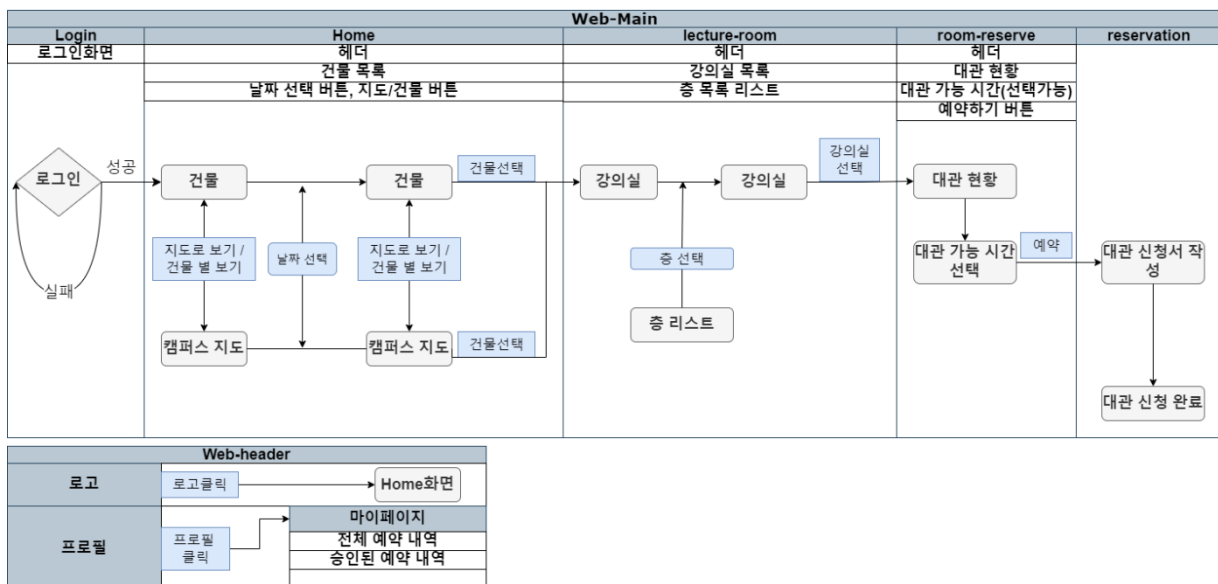 Web-Main
Login
Home
lecture-room
room-reserve
reservation
로그인화면
헤더
헤더
헤더
건물 목록
강의실 목록
대관 현황
날짜 선택 버튼, 지도/건물 버튼
층 목록 리스트
대관 가능 시간(선택가능)
예약하기 버튼
로그인
성공
실패
건물
건물
건물선택
지도로 보기 /
건물 별 보기
날짜 선택
지도로 보기 /
건물 별 보기
캠퍼스 지도
캠퍼스 지도
건물선택
강의실
강의실
강의실
선택
층 선택
층 리스트
대관 현황
대관 가능 시간
선택
예약
대관 신청서 작
성
대관 신청 완료
Web-header
로고
로고클릭
Home화면
프로필
프로필
클릭
마이페이지
전체 예약 내역
승인된 예약 내역